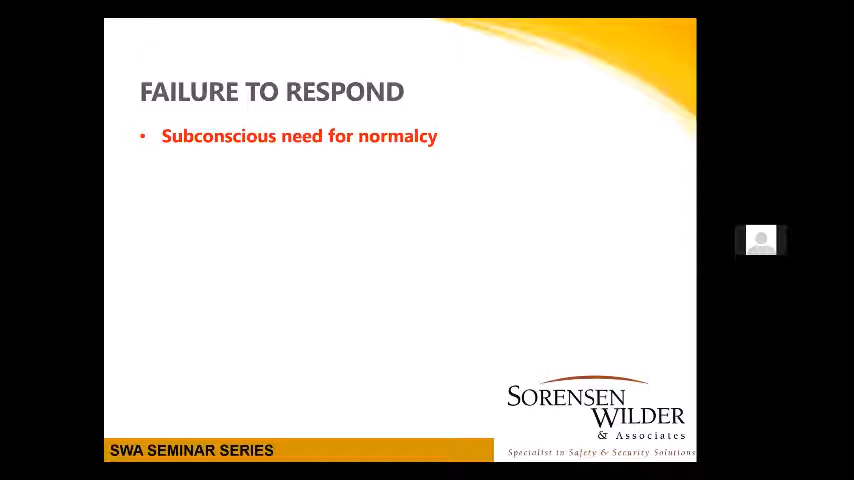 FAILURE TO RESPOND
• Subconscious need for normalcy
SORENSEN
WILDER
& Associates
SWA SEMINAR SERIES
Specialist in Safety & Security Solutions